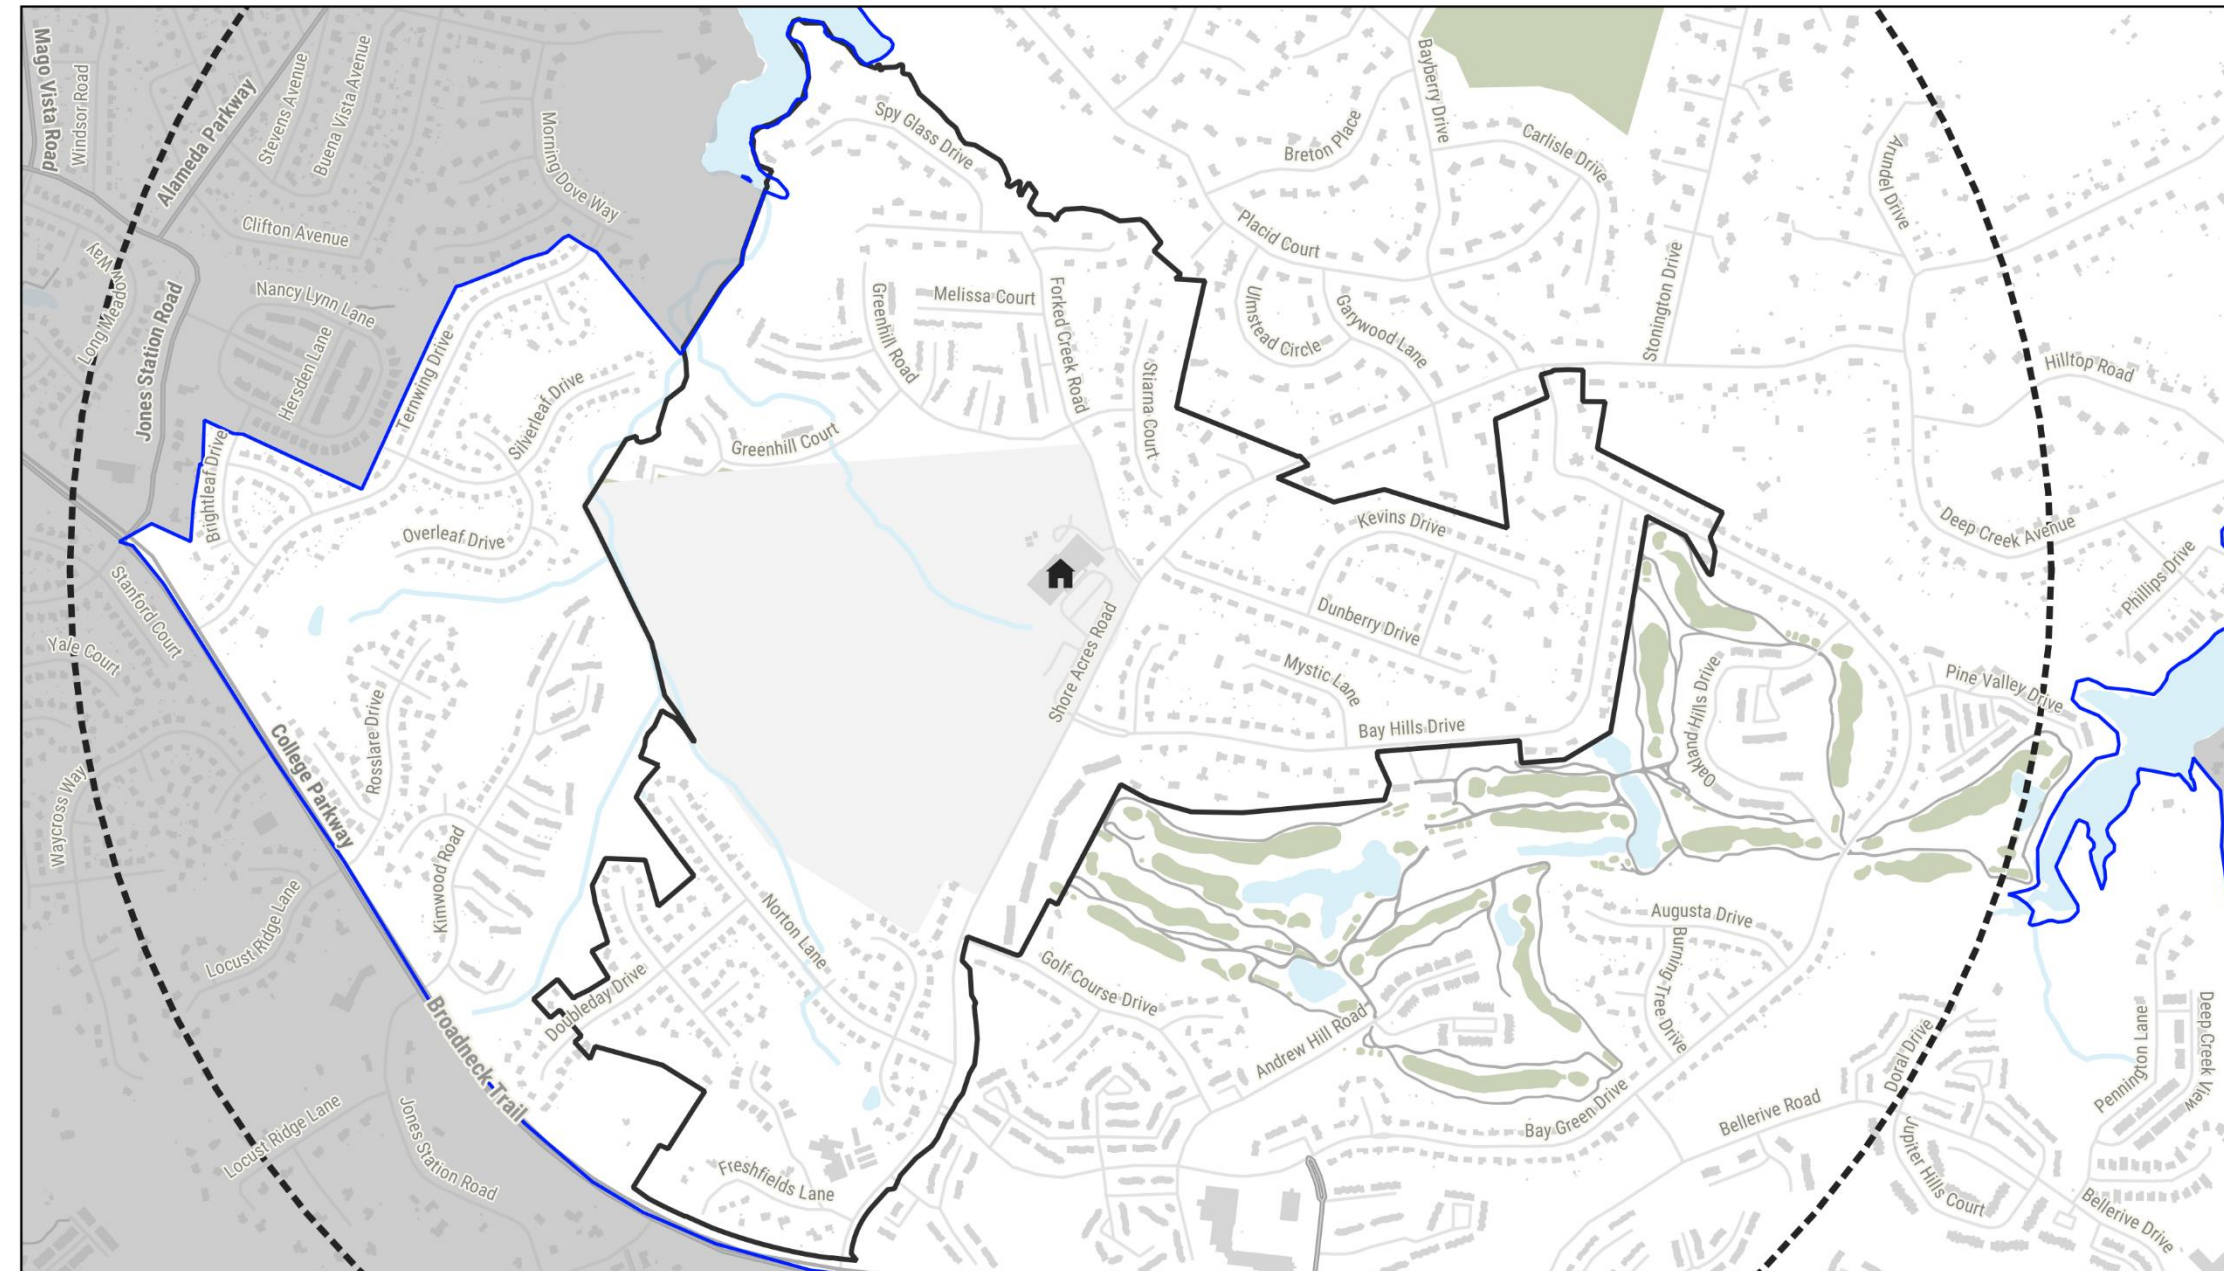 Mago Vista Road
Windsor Road
Stevens Avenue
Buena Vista Avenue
Alameda Parkway
Morning Dove Way
Clifton Avenue
Long Meadow Way
Jones Station Road
Nancy Lynn Lane
Hersden Lane
Ternwing Drive
Silverleaf Drive
Brightleaf Drive
Overleaf Drive
Stanford Court
Yale Court
College Parkway
Rosslare Drive
Waycross Way
Kimwood Road
Locust Ridge Lane
Broadneck Trail
Doubleday Drive
Norton Lane
Locust Ridge Lane
Jones Station Road
Freshfields Lane
Spy Glass Drive
Greenhill Road
Melissa Court
Forked Creek Road
Stiarna Court
Greenhill Court
Shore Acres Road
Bayberry Drive
Breton Place
Carlisle Drive
Placid Court
Ulmstead Circle
Garywood Lane
Stonington Drive
Arundel Drive
Hilltop Road
Kevins Drive
Deep Creek Avenue
Dunberry Drive
Phillips Drive
Mystic Lane
Oakland Hills Drive
Pine Valley Drive
Bay Hills Drive
Augusta Drive
Burning Tree Drive
Golf Course Drive
Andrew Hill Road
Bay Green Drive
Bellerive Road
Doral Drive
Pennington Lane
Deep Creek View
Jupiter Hills Court
Bellerive Drive